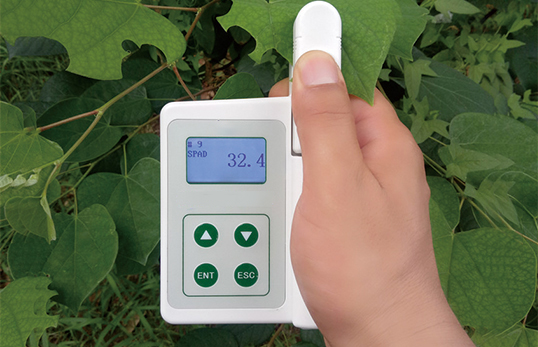 # 9
SPAD 32.4
ENT ESC